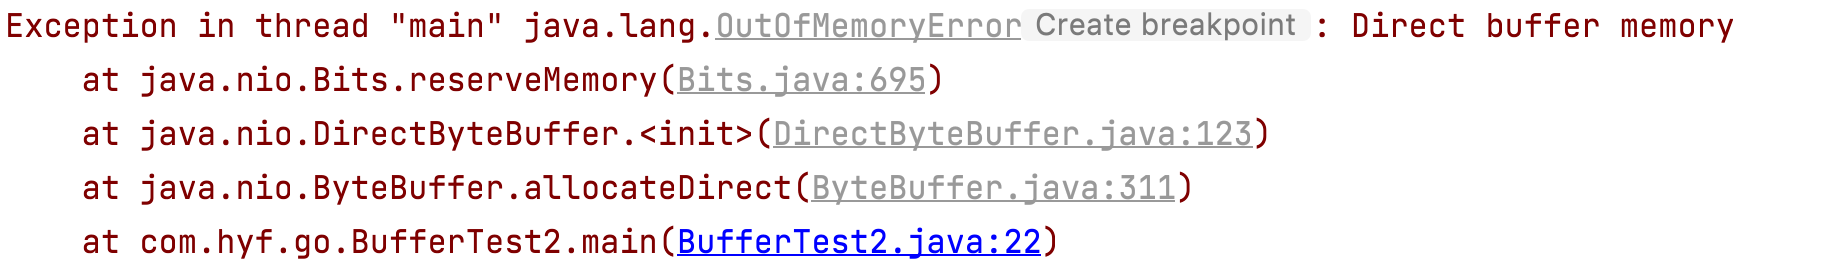 Exception in thread "main" java.lang.OutOfMemoryError Create breakpoint : Direct buffer memory
at java.nio.Bits.reserveMemory(Bits.java:695)
at java.nio.DirectByteBuffer.<init>(DirectByteBuffer.java:123)
at java.nio.ByteBuffer.allocateDirect(ByteBuffer.java:311)
at com.hyf.go.BufferTest2.main(BufferTest2.java:22)